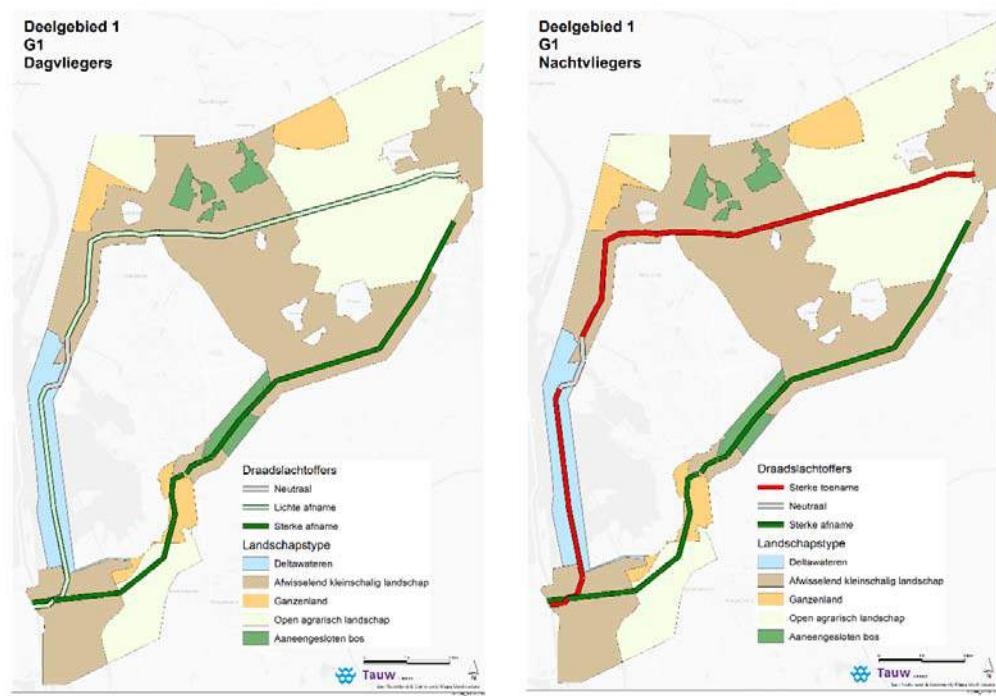 Deelgebied 1
G1
Dagvliegers
Draadslachtoffers
Neutraal
Lichte afname
Sterke afname
Landschapstype
Deltawateren
Afwisselend kleinschalig landschap
Ganzenland
Open agrarisch landschap
Aaneengesloten bos
Tauw
Deelgebied 1
G1
Nachtvliegers
Draadslachtoffers
Sterke toename
Neutraal
Sterke afname
Landschapstype
Deltawateren
Afwisselend kleinschalig landschap
Ganzenland
Open agrarisch landschap
Aaneengesloten bos
Tauw